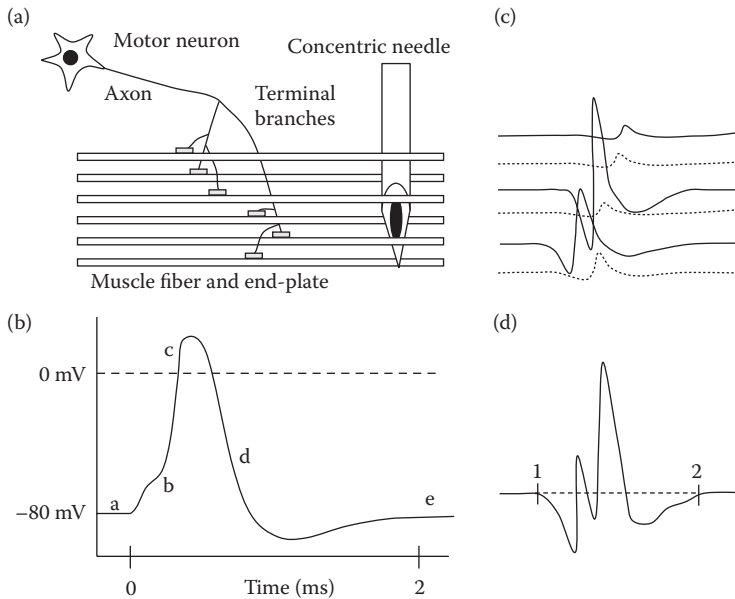 (a)
Motor neuron
Axon
Terminal
branches
Concentric needle
Muscle fiber and end-plate
(c)
(b)
0 mV
−80 mV
a
b
c
d
e
0
Time (ms)
2
(d)
1
2